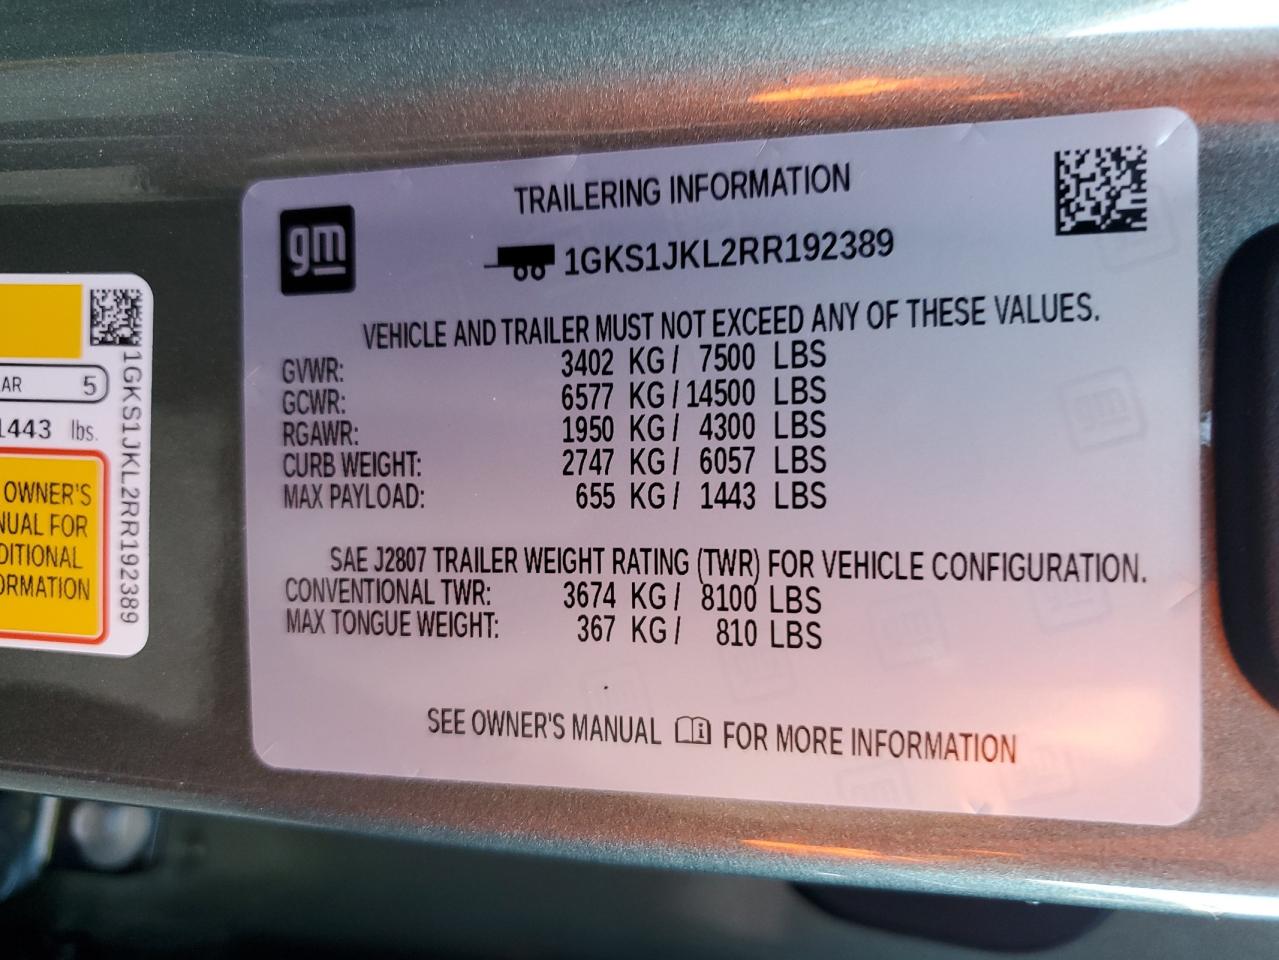 AR 5
1443 lbs.
OWNER'S
NUAL FOR
DITIONAL
ORMATION
1GKS1JKL2RR192389
gm
TRAILERING INFORMATION
1GKS1JKL2RR192389
VEHICLE AND TRAILER MUST NOT EXCEED ANY OF THESE VALUES.
GVWR: 3402 KG / 7500 LBS
GCWR: 6577 KG / 14500 LBS
RGAWR: 1950 KG / 4300 LBS
CURB WEIGHT: 2747 KG / 6057 LBS
MAX PAYLOAD: 655 KG / 1443 LBS
SAE J2807 TRAILER WEIGHT RATING (TWR) FOR VEHICLE CONFIGURATION.
CONVENTIONAL TWR: 3674 KG / 8100 LBS
MAX TONGUE WEIGHT: 367 KG / 810 LBS
SEE OWNER'S MANUAL FOR MORE INFORMATION